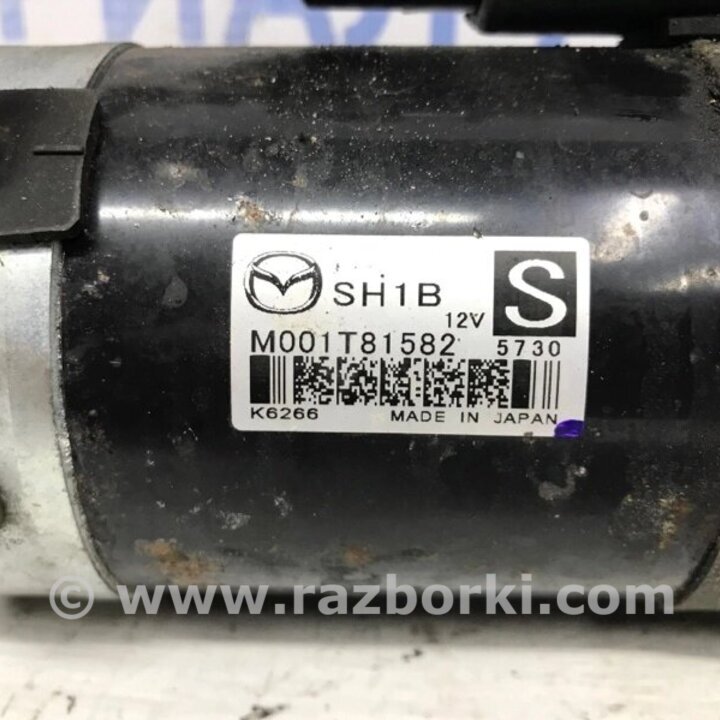 SH1B
S
12V
M001T81582 5730
K6266 MADE IN JAPAN
© www.razborki.com